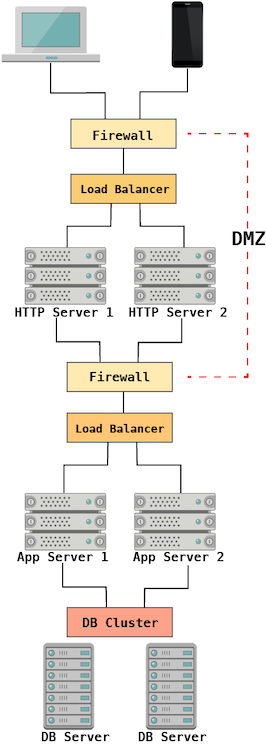 Firewall
Load Balancer
DMZ
HTTP Server 1
HTTP Server 2
Firewall
Load Balancer
App Server 1
App Server 2
DB Cluster
DB Server
DB Server